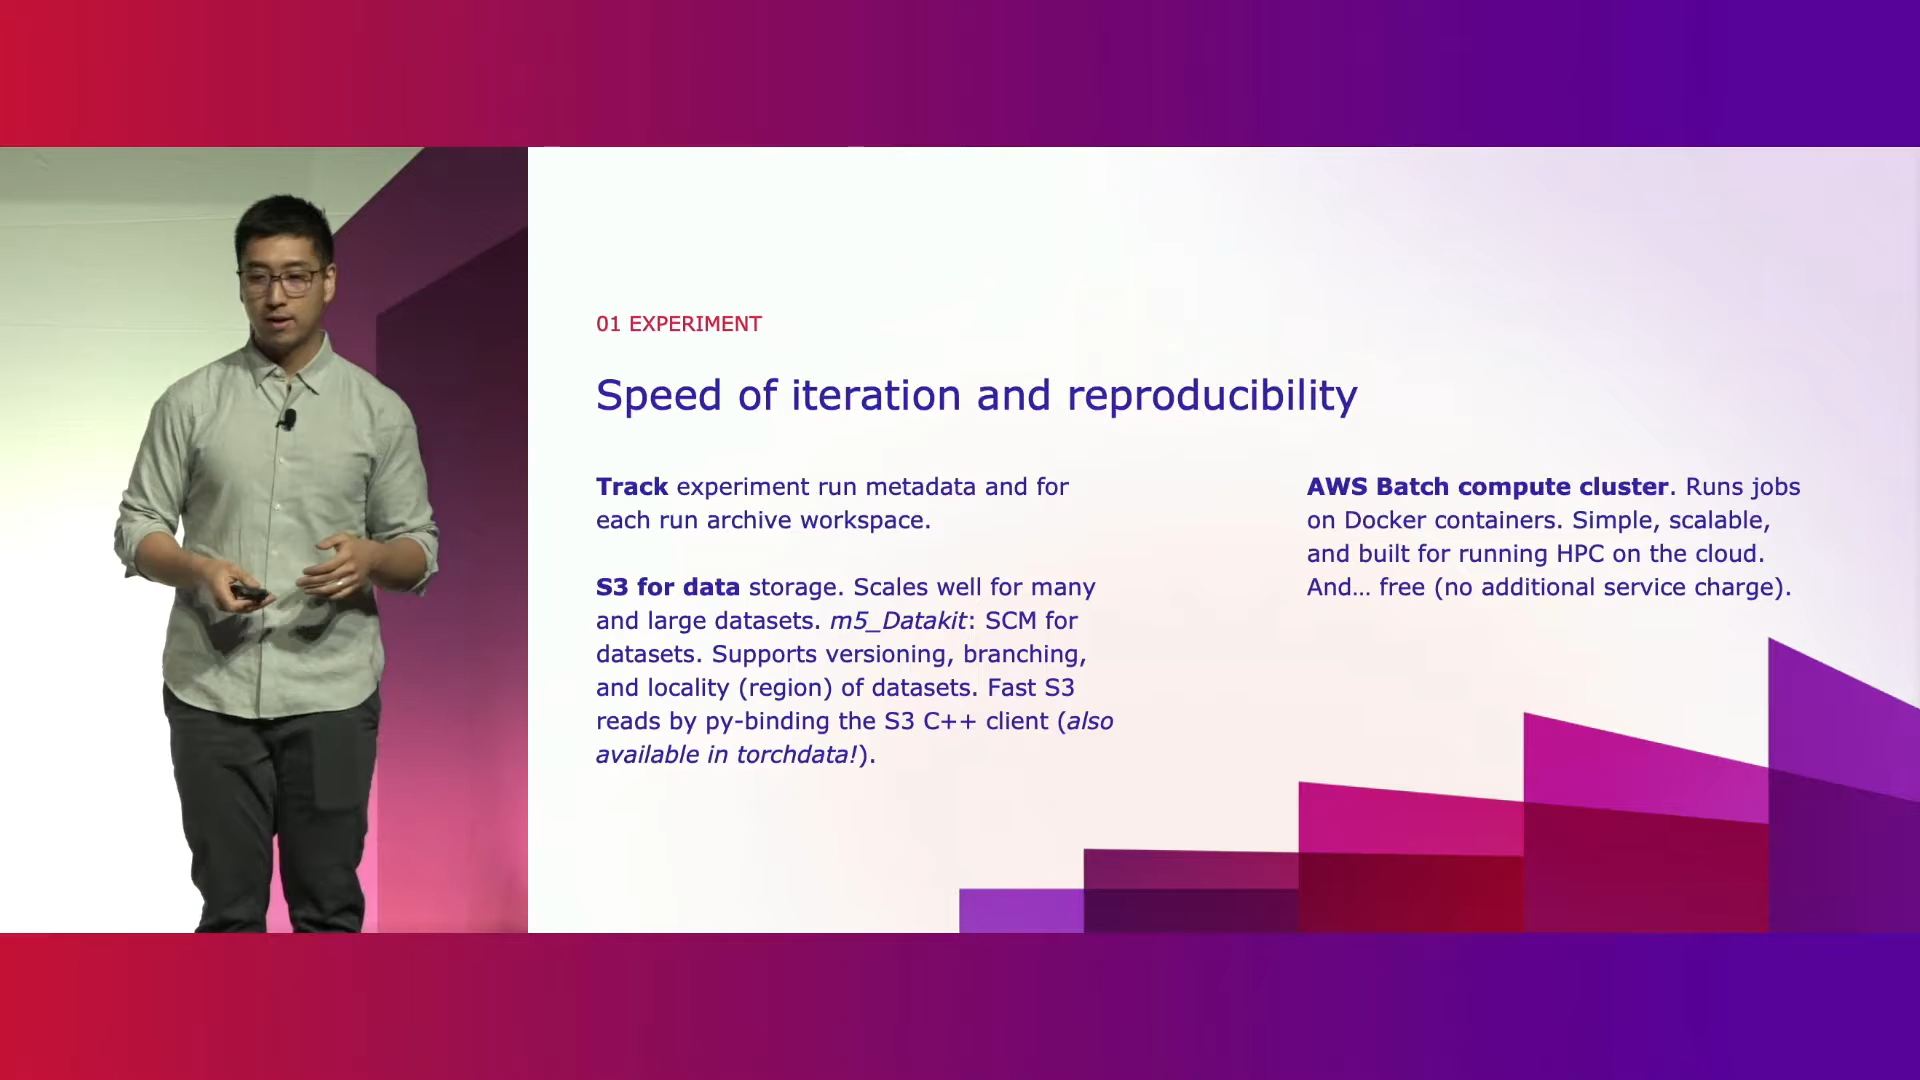 01 EXPERIMENT
Speed of iteration and reproducibility
Track experiment run metadata and for
each run archive workspace.
S3 for data storage. Scales well for many
and large datasets. m5_Datakit: SCM for
datasets. Supports versioning, branching,
and locality (region) of datasets. Fast S3
reads by py-binding the S3 C++ client (also
available in torchdata!).
AWS Batch compute cluster. Runs jobs
on Docker containers. Simple, scalable,
and built for running HPC on the cloud.
And... free (no additional service charge).